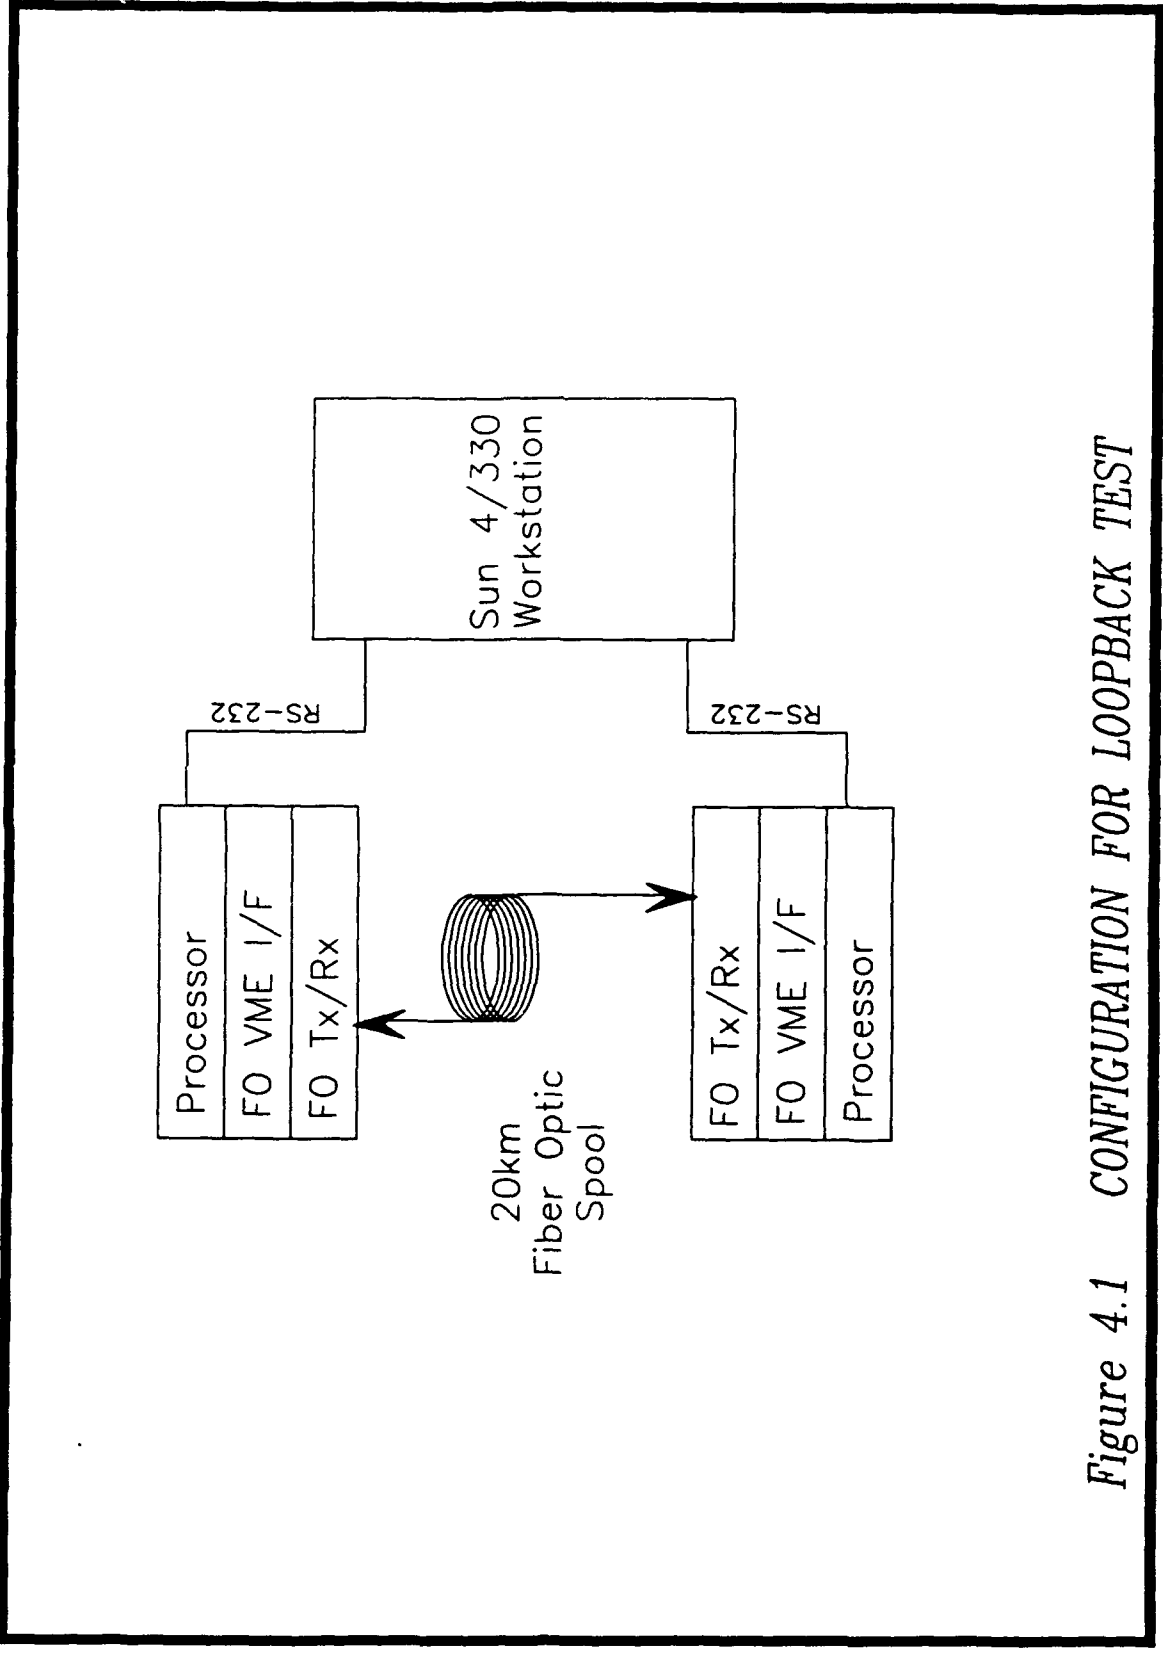 Processor
FO VME I/F
FO Tx/Rx
RS-232
20km
Fiber Optic
Spool
Sun 4/330
Workstation
FO Tx/Rx
FO VME I/F
Processor
RS-232
Figure 4.1 CONFIGURATION FOR LOOPBACK TEST